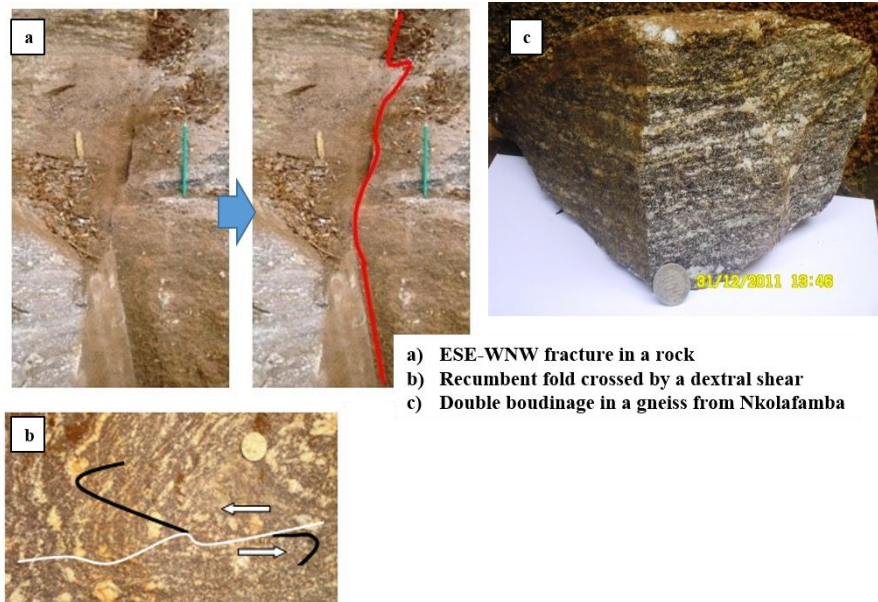 a
c
31/12/2011 13:46
a) ESE-WNW fracture in a rock
b) Recumbent fold crossed by a dextral shear
c) Double boudinage in a gneiss from Nkolafamba
b